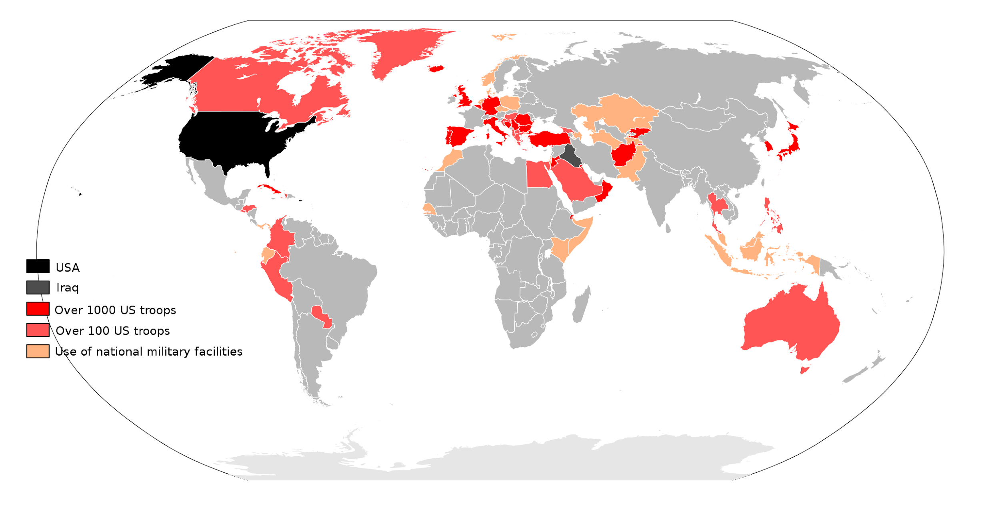 USA
Iraq
Over 1000 US troops
Over 100 US troops
Use of national military facilities